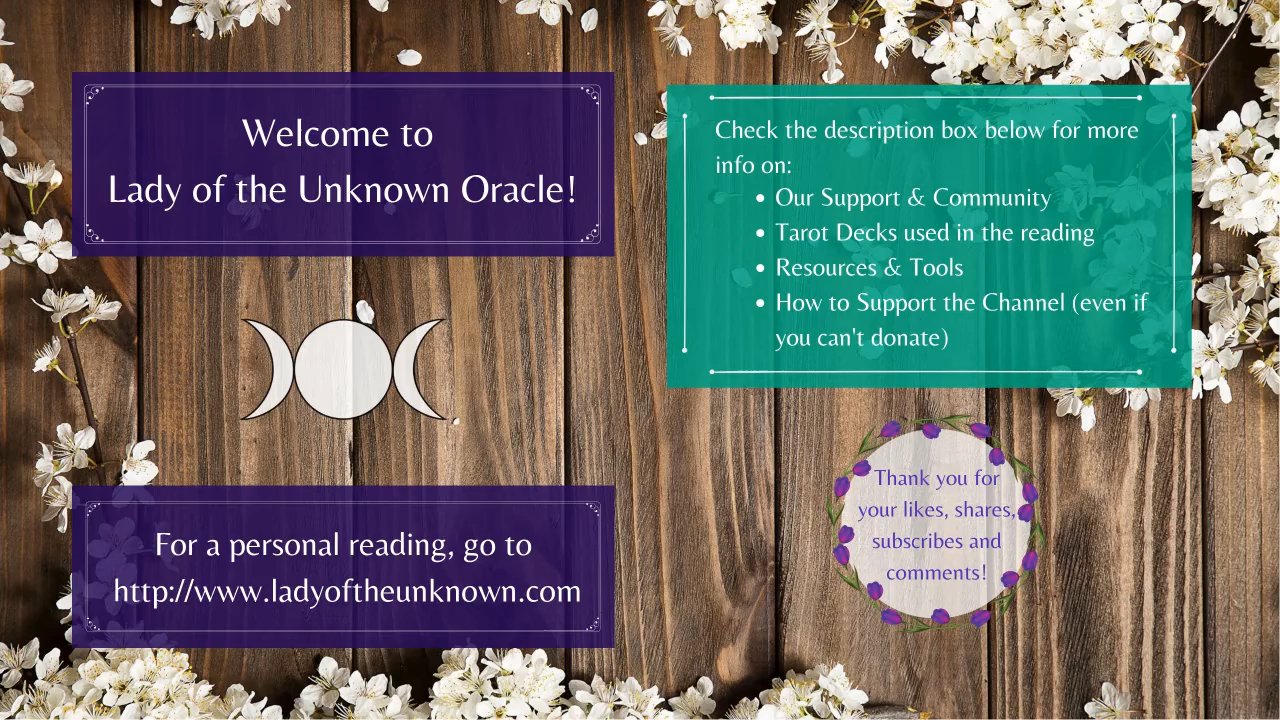 Welcome to
Lady of the Unknown Oracle!
For a personal reading, go to
http://www.ladyoftheunknown.com
Check the description box below for more
info on:
• Our Support & Community
• Tarot Decks used in the reading
• Resources & Tools
• How to Support the Channel (even if
you can't donate)
Thank you for
your likes, shares,
subscribes and
comments!